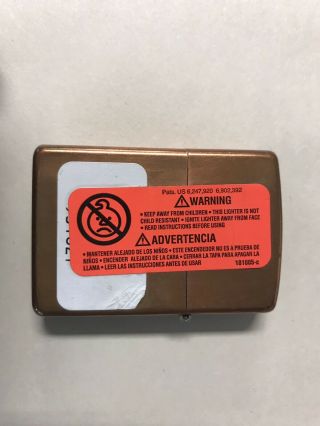 Pats. US 6,247,920 6,802,392
WARNING
• KEEP AWAY FROM CHILDREN • THIS LIGHTER IS NOT
CHILD RESISTANT • IGNITE LIGHTER AWAY FROM FACE
• READ INSTRUCTIONS BEFORE USING
ADVERTENCIA
• MANTENER ALEJADO DE LOS NIÑOS • ESTE ENCENDEDOR NO ES A PRUEBA DE
NIÑOS • ENCENDER ALEJADO DE LA CARA • CERRAR LA TAPA PARA APAGAR LA
LLAMA • LEER LAS INSTRUCCIONES ANTES DE USAR
181665-c